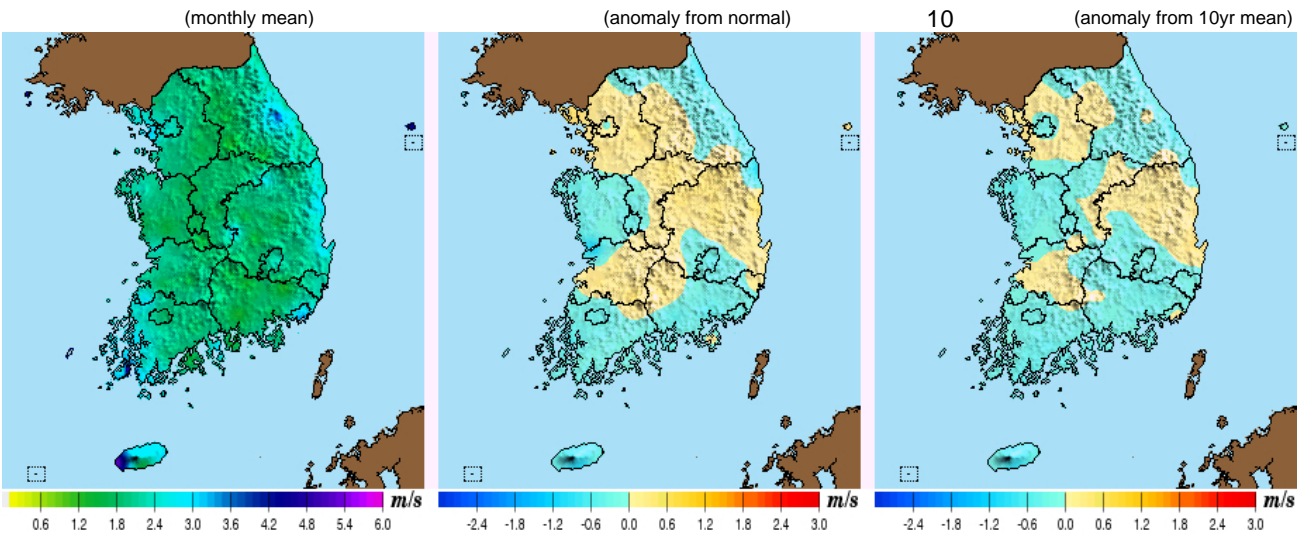 (monthly mean) (anomaly from normal) 10 (anomaly from 10yr mean)
m/s m/s m/s
0.6 1.2 1.8 2.4 3.0 3.6 4.2 4.8 5.4 6.0 -2.4 -1.8 -1.2 -0.6 0.0 0.6 1.2 1.8 2.4 3.0 -2.4 -1.8 -1.2 -0.6 0.0 0.6 1.2 1.8 2.4 3.0